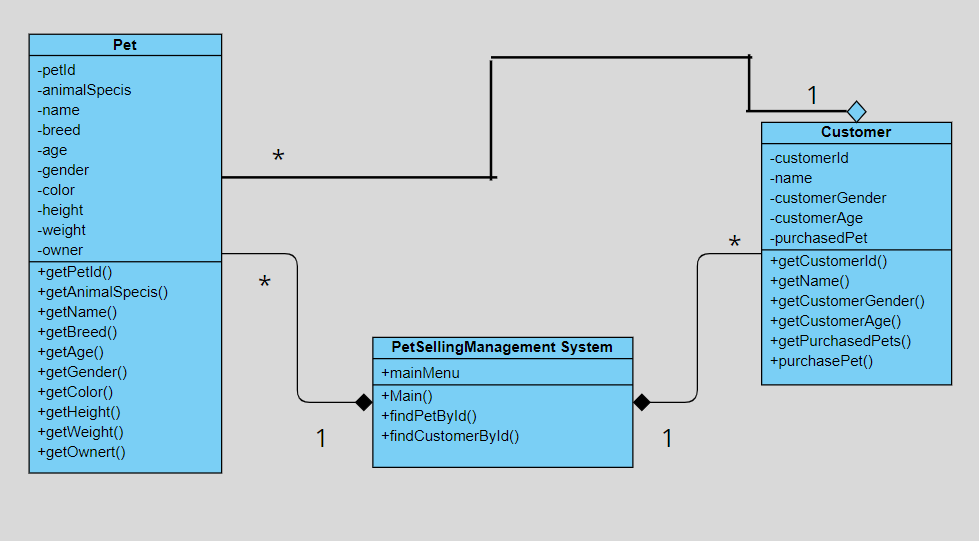 Pet
-petId
-animalSpecis
-name
-breed
-age
-gender
-color
-height
-weight
-owner
+getPetId()
+getAnimalSpecis()
+getName()
+getBreed()
+getAge()
+getGender()
+getColor()
+getHeight()
+getWeight()
+getOwnert()
*
*
1
PetSellingManagement System
+mainMenu
+Main()
+findPetById()
+findCustomerById()
1
*
1
Customer
-customerId
-name
-customerGender
-customerAge
-purchasedPet
+getCustomerId()
+getName()
+getCustomerGender()
+getCustomerAge()
+getPurchasedPets()
+purchasePet()